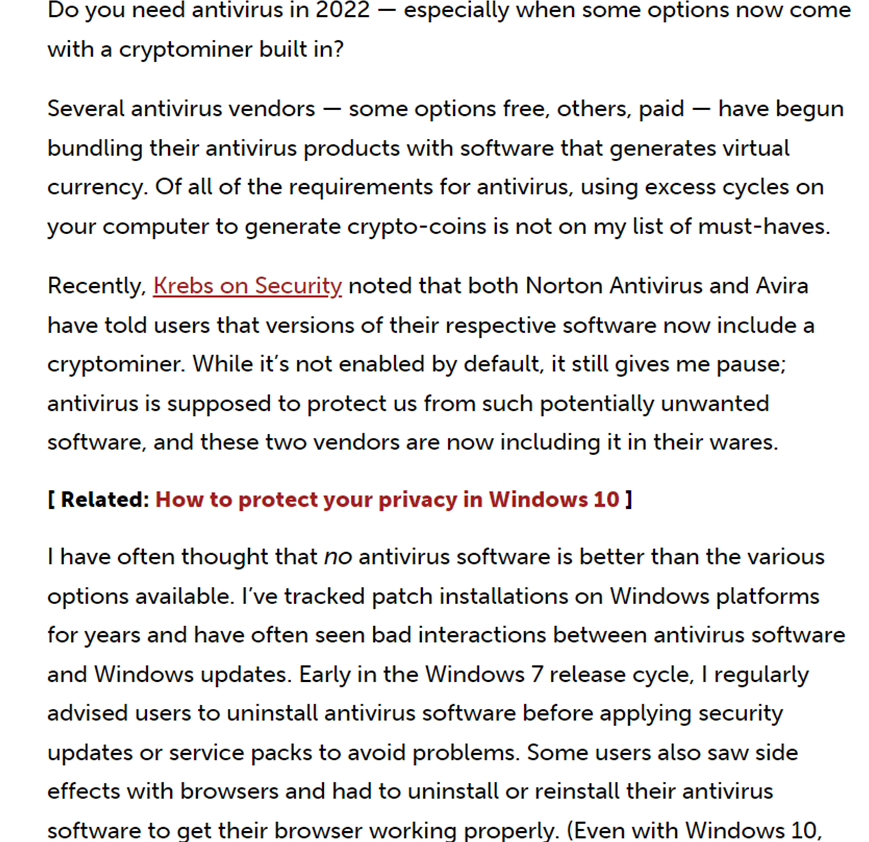 Do you need antivirus in 2022 — especially when some options now come
with a cryptominer built in?
Several antivirus vendors — some options free, others, paid — have begun
bundling their antivirus products with software that generates virtual
currency. Of all of the requirements for antivirus, using excess cycles on
your computer to generate crypto-coins is not on my list of must-haves.
Recently, Krebs on Security noted that both Norton Antivirus and Avira
have told users that versions of their respective software now include a
cryptominer. While it’s not enabled by default, it still gives me pause;
antivirus is supposed to protect us from such potentially unwanted
software, and these two vendors are now including it in their wares.
[ Related: How to protect your privacy in Windows 10 ]
I have often thought that no antivirus software is better than the various
options available. I’ve tracked patch installations on Windows platforms
for years and have often seen bad interactions between antivirus software
and Windows updates. Early in the Windows 7 release cycle, I regularly
advised users to uninstall antivirus software before applying security
updates or service packs to avoid problems. Some users also saw side
effects with browsers and had to uninstall or reinstall their antivirus
software to get their browser working properly. (Even with Windows 10,